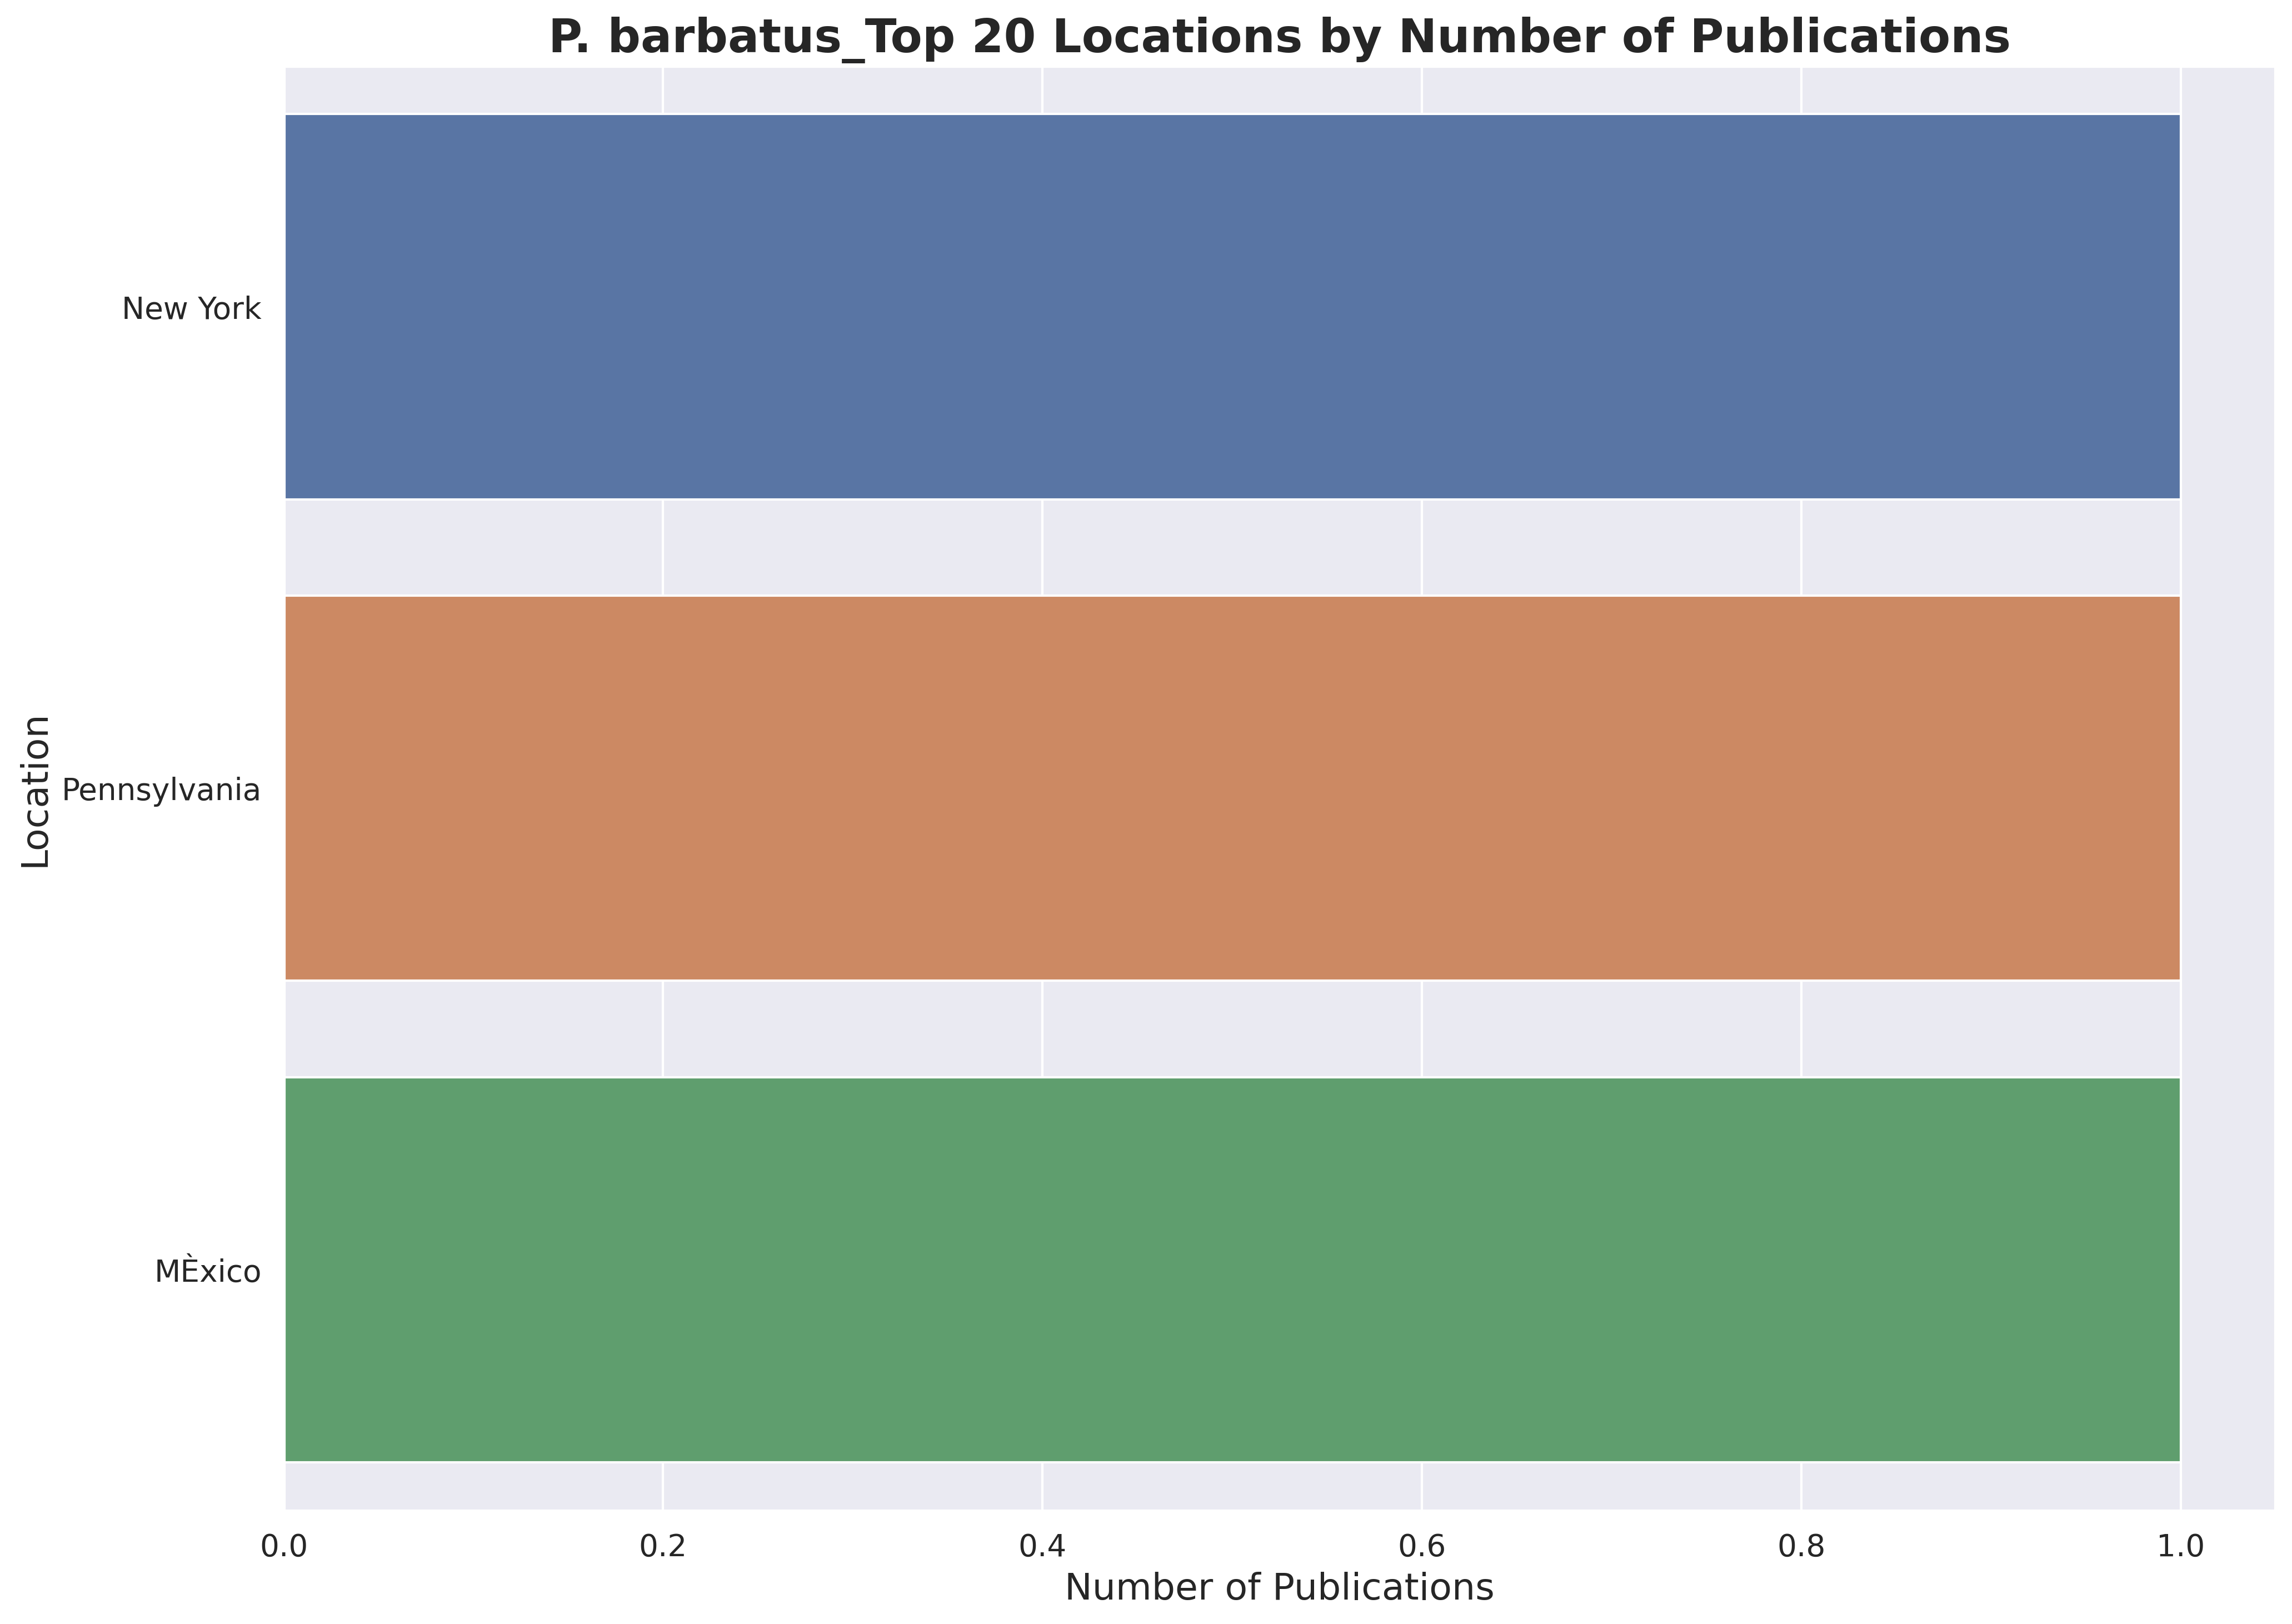 P. barbatus_Top 20 Locations by Number of Publications
New York
Pennsylvania
MÈxico
Location
0.0 0.2 0.4 0.6 0.8 1.0
Number of Publications